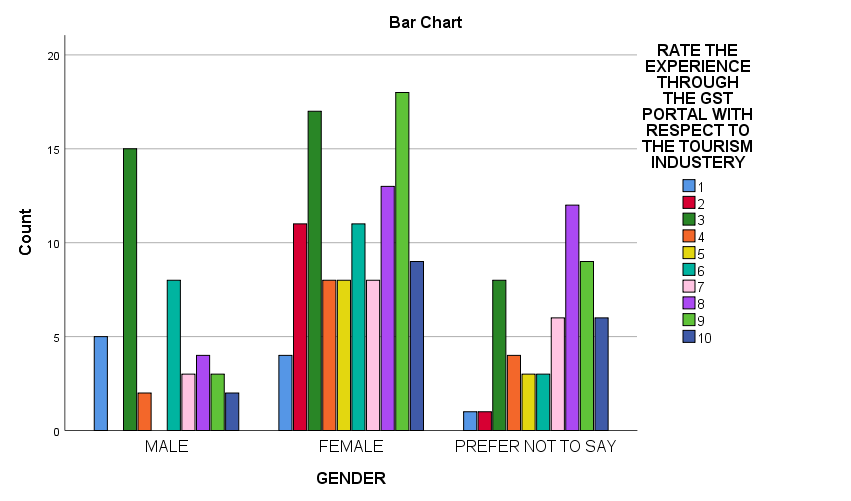 Bar Chart
RATE THE
EXPERIENCE
THROUGH
THE GST
PORTAL WITH
RESPECT TO
THE TOURISM
INDUSTERY
1
2
3
4
5
6
7
8
9
10
Count
20
15
10
5
0
MALE
FEMALE
PREFER NOT TO SAY
GENDER